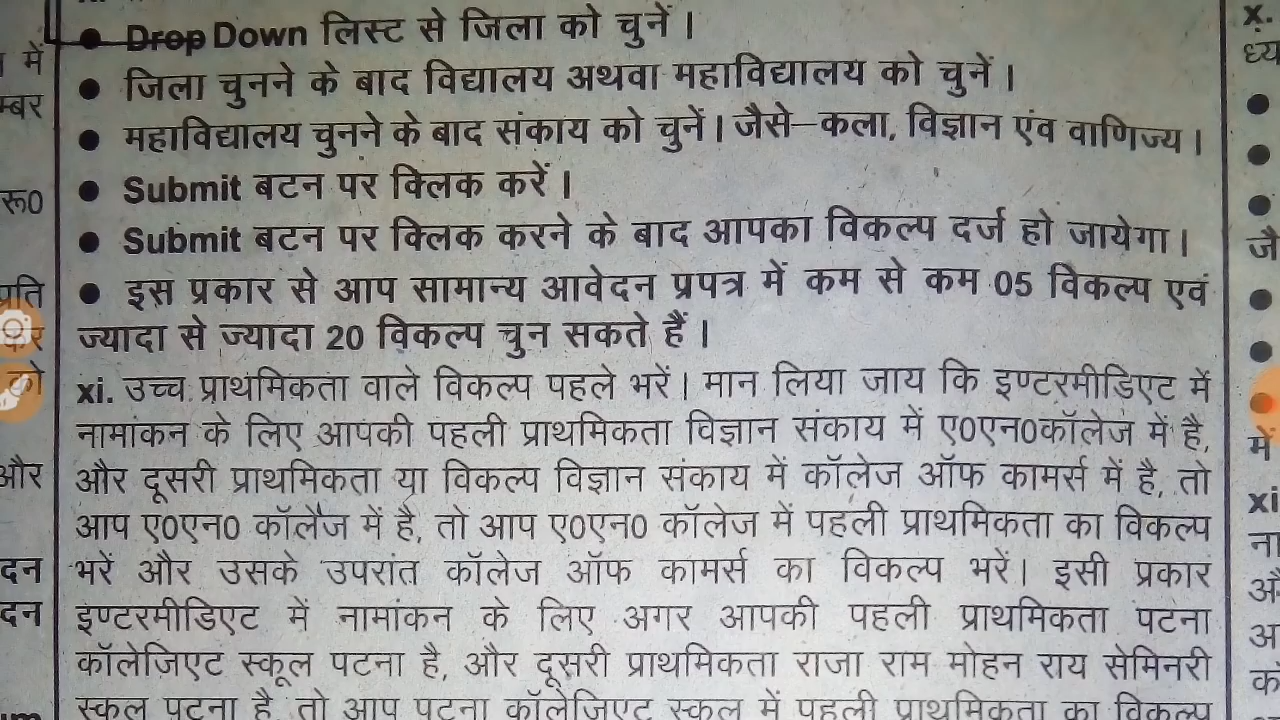 Drop Down लिस्ट से जिला को चुनें।
● जिला चुनने के बाद विद्यालय अथवा महाविद्यालय को चुनें।
● महाविद्यालय चुनने के बाद संकाय को चुनें। जैसे–कला, विज्ञान एंव वाणिज्य।
● Submit बटन पर क्लिक करें।
● Submit बटन पर क्लिक करने के बाद आपका विकल्प दर्ज हो जायेगा।
● इस प्रकार से आप सामान्य आवेदन प्रपत्र में कम से कम 05 विकल्प एवं
ज्यादा से ज्यादा 20 विकल्प चुन सकते हैं।
xi. उच्च प्राथमिकता वाले विकल्प पहले भरें। मान लिया जाय कि इण्टरमीडिएट में
नामांकन के लिए आपकी पहली प्राथमिकता विज्ञान संकाय में ए0एन0कॉलेज में है,
और दूसरी प्राथमिकता या विकल्प विज्ञान संकाय में कॉलेज ऑफ कामर्स में है, तो
आप ए0एन0 कॉलेज में है, तो आप ए0एन0 कॉलेज में पहली प्राथमिकता का विकल्प
भरें और उसके उपरांत कॉलेज ऑफ कामर्स का विकल्प भरें। इसी प्रकार
इण्टरमीडिएट में नामांकन के लिए अगर आपकी पहली प्राथमिकता पटना
कॉलेजिएट स्कूल पटना है, और दूसरी प्राथमिकता राजा राम मोहन राय सेमिनरी
स्कूल पटना है, तो आप पटना कॉलेजिएट स्कूल में पहली प्राथमिकता का विकल्प
में
रू0
और
दन
दन
x.
जै
में